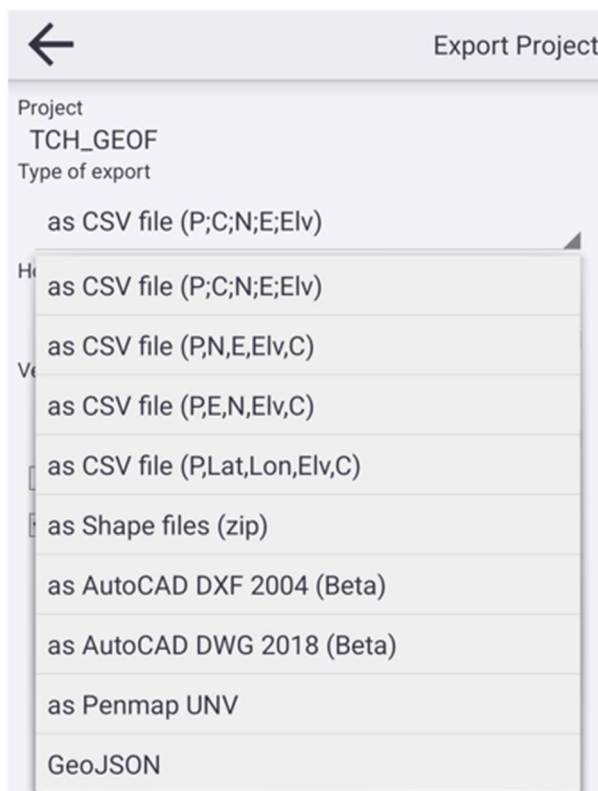 Export Project
Project
TCH_GEOF
Type of export
as CSV file (P;C;N;E;Elv)
as CSV file (P;C;N;E;Elv)
as CSV file (P,N,E,Elv,C)
as CSV file (P,E,N,Elv,C)
as CSV file (P,Lat,Lon,Elv,C)
as Shape files (zip)
as AutoCAD DXF 2004 (Beta)
as AutoCAD DWG 2018 (Beta)
as Penmap UNV
GeoJSON